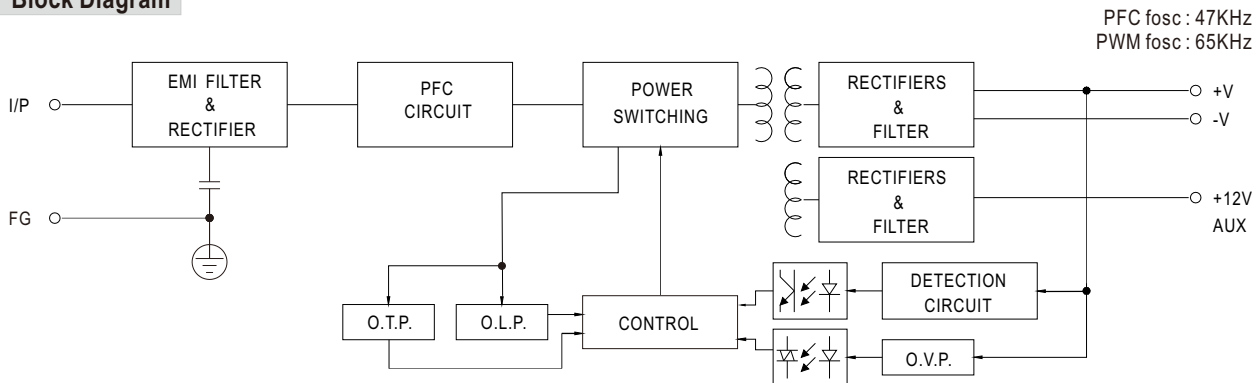 Block Diagram
PFC fosc : 47KHz
PWM fosc : 65KHz
I/P
EMI FILTER
&
RECTIFIER
PFC
CIRCUIT
POWER
SWITCHING
RECTIFIERS
&
FILTER
+V
-V
RECTIFIERS
&
FILTER
+12V
AUX
FG
O.T.P.
O.L.P.
CONTROL
DETECTION
CIRCUIT
O.V.P.